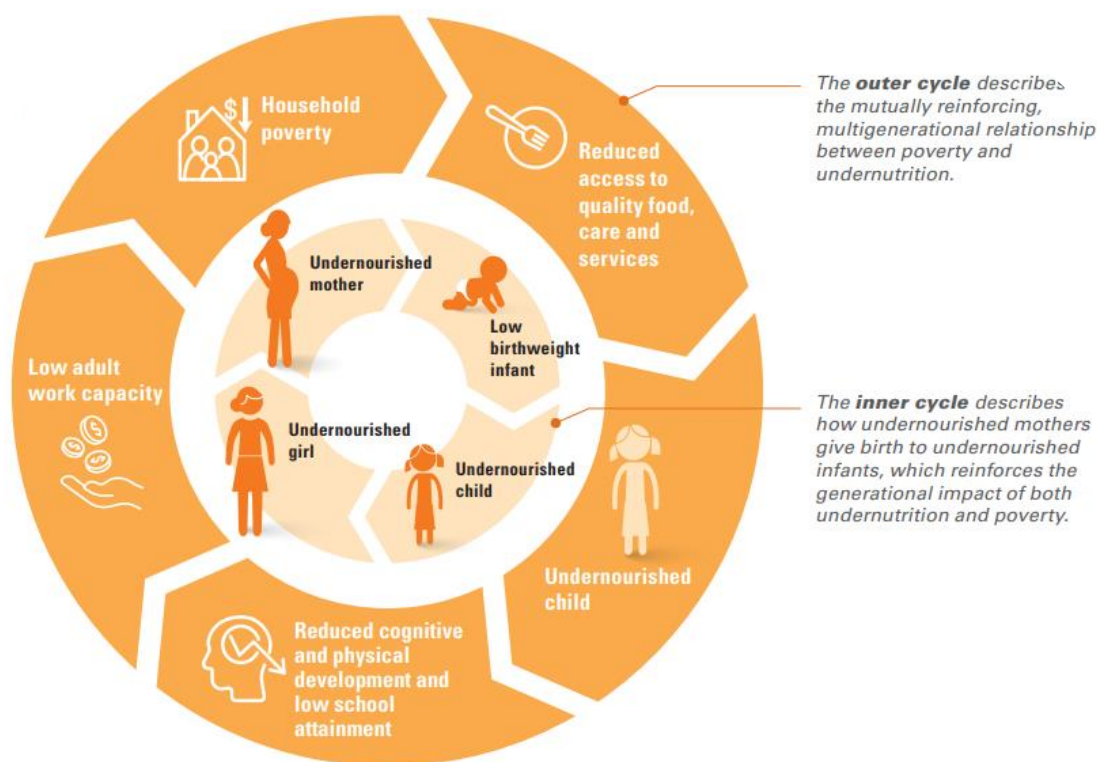 Household
poverty
$
Reduced
access to
quality food,
care and
services
Undernourished
child
Reduced cognitive
and physical
development and
low school
attainment
Low adult
work capacity
$
$
$
Undernourished
mother
Low
birthweight
infant
Undernourished
child
Undernourished
girl
The outer cycle describes
the mutually reinforcing,
multigenerational relationship
between poverty and
undernutrition.
The inner cycle describes
how undernourished mothers
give birth to undernourished
infants, which reinforces the
generational impact of both
undernutrition and poverty.